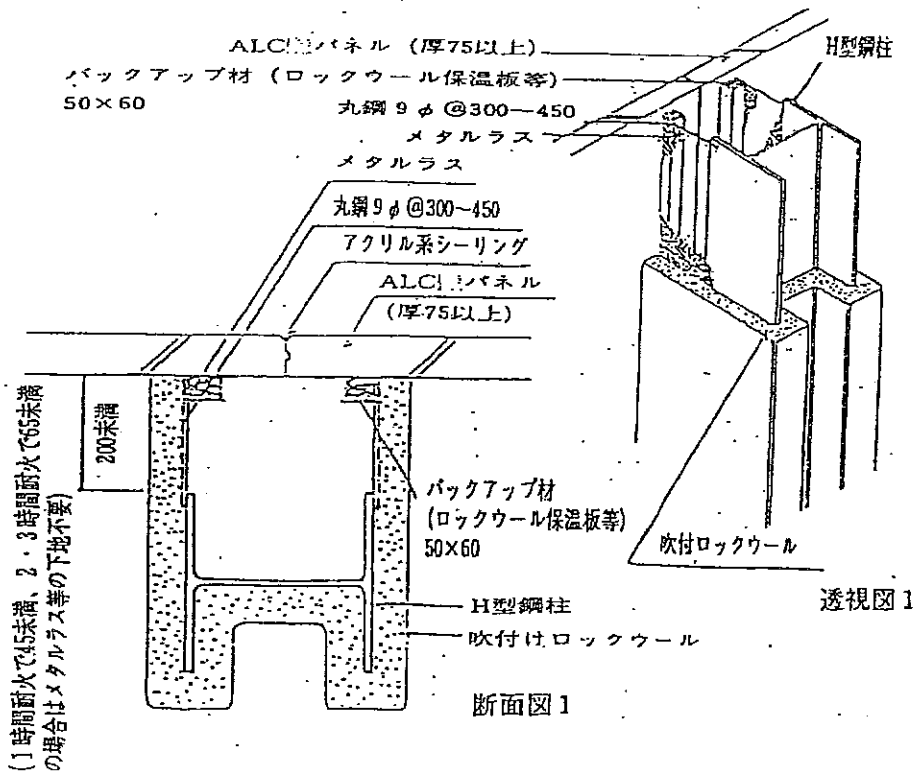 ALC パネル (厚75以上)
H型鋼柱
バックアップ材 (ロックウール保温板等)
50×60
丸鋼 9 φ @300—450
メタルラス
メタルラス
丸鋼 9 φ @300~450
アクリル系シーリング
ALC パネル
(厚75以上)
200未満
(1時間耐火で45未満、2・3時間耐火で65未満
の場合はメタルラス等の下地不要)
バックアップ材
(ロックウール保温板等)
50×60
H型鋼柱
吹付けロックウール
断面図1
吹付ロックウール
透視図1